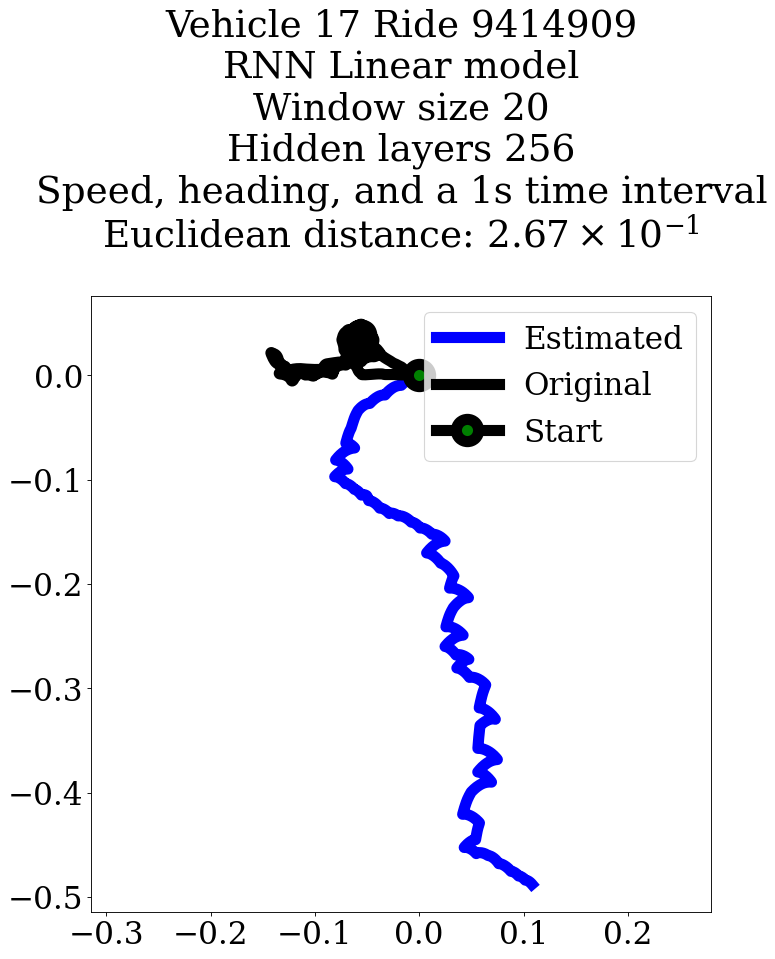 Vehicle 17 Ride 9414909
RNN Linear model
Window size 20
Hidden layers 256
Speed, heading, and a 1s time interval
Euclidean distance: 2.67 × 10⁻¹
Estimated
Original
Start
0.0
−0.1
−0.2
−0.3
−0.4
−0.5
−0.3 −0.2 −0.1 0.0 0.1 0.2